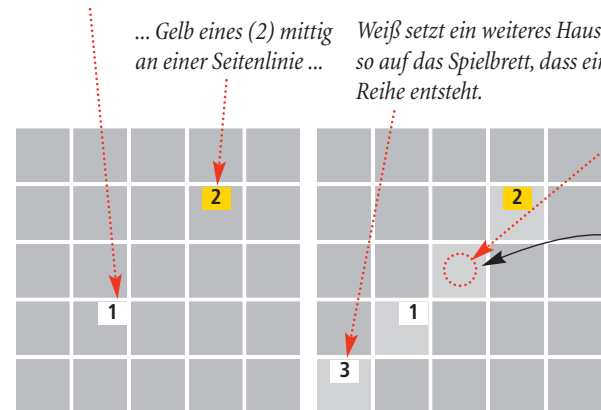 ... Gelb eines (2) mittig
an einer Seitenlinie ...
Weiß setzt ein weiteres Haus
so auf das Spielbrett, dass ein
Reihe entsteht.
2
1
2
1
3